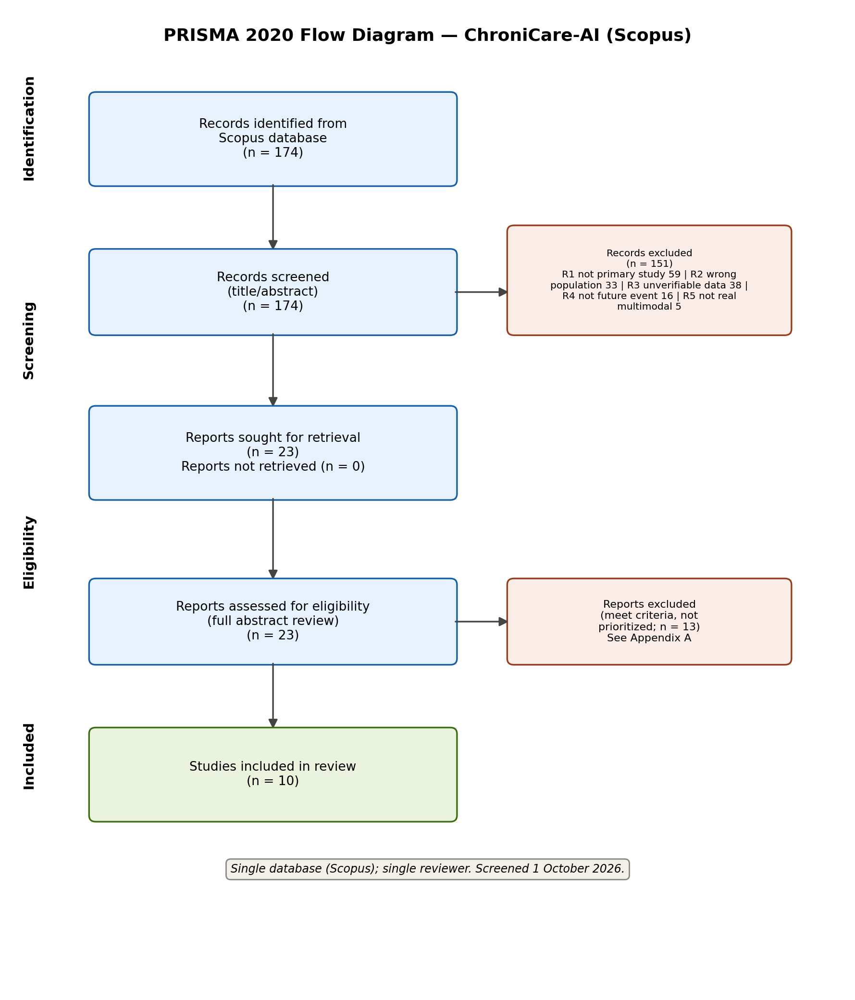 PRISMA 2020 Flow Diagram — ChroniCare-AI (Scopus)
Identification
Records identified from
Scopus database
(n = 174)
Screening
Records screened
(title/abstract)
(n = 174)
Records excluded
(n = 151)
R1 not primary study 59 | R2 wrong
population 33 | R3 unverifiable data 38 |
R4 not future event 16 | R5 not real
multimodal 5
Reports sought for retrieval
(n = 23)
Reports not retrieved (n = 0)
Eligibility
Reports assessed for eligibility
(full abstract review)
(n = 23)
Reports excluded
(meet criteria, not
prioritized; n = 13)
See Appendix A
Included
Studies included in review
(n = 10)
Single database (Scopus); single reviewer. Screened 1 October 2026.